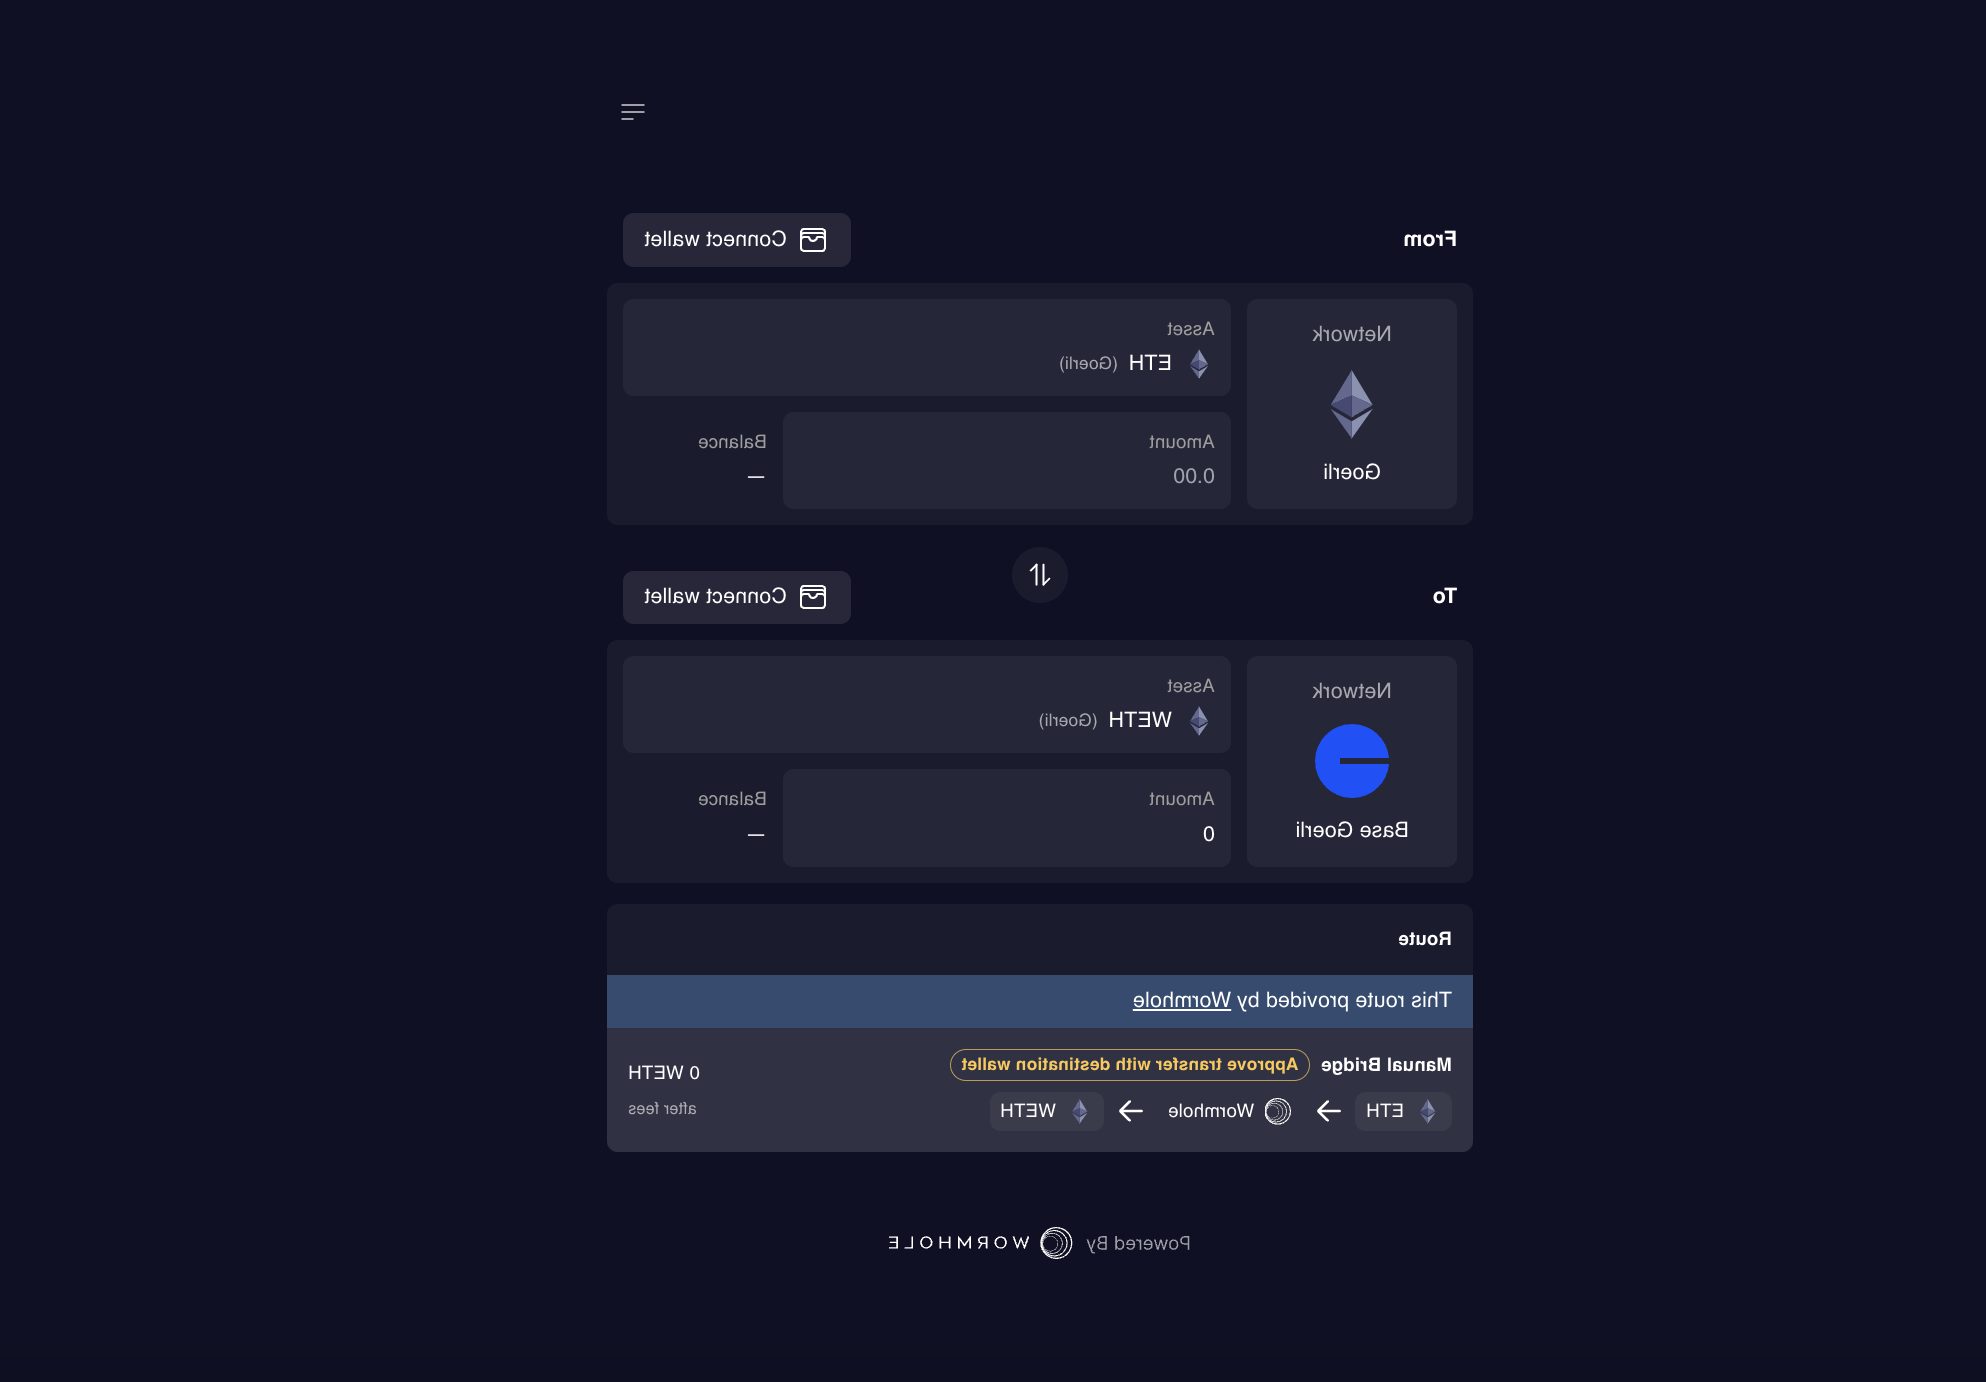 From
Connect wallet
Network
Goerli
Asset
ETH (Goerli)
Amount
0.00
Balance
—
To
Connect wallet
Network
Base Goerli
Asset
WETH (Goerli)
Amount
0
Balance
—
Route
This route provided by Wormhole
Manual Bridge Approve transfer with destination wallet
ETH → Wormhole → WETH
0 WETH
after fees
Powered By WORMHOLE